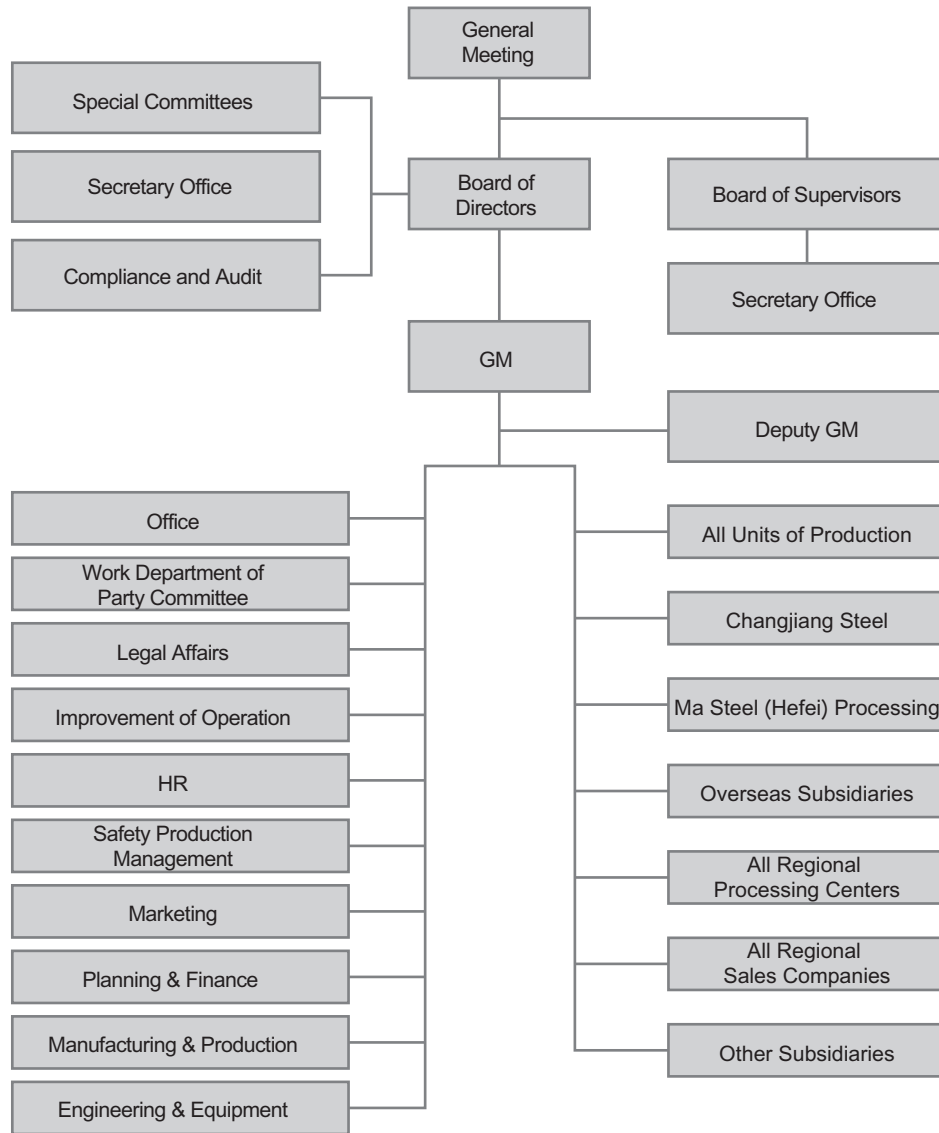 General
Meeting
Special Committees
Secretary Office
Compliance and Audit
Board of
Directors
Board of Supervisors
Secretary Office
GM
Deputy GM
Office
Work Department of
Party Committee
Legal Affairs
Improvement of Operation
HR
Safety Production
Management
Marketing
Planning & Finance
Manufacturing & Production
Engineering & Equipment
All Units of Production
Changjiang Steel
Ma Steel (Hefei) Processing
Overseas Subsidiaries
All Regional
Processing Centers
All Regional
Sales Companies
Other Subsidiaries